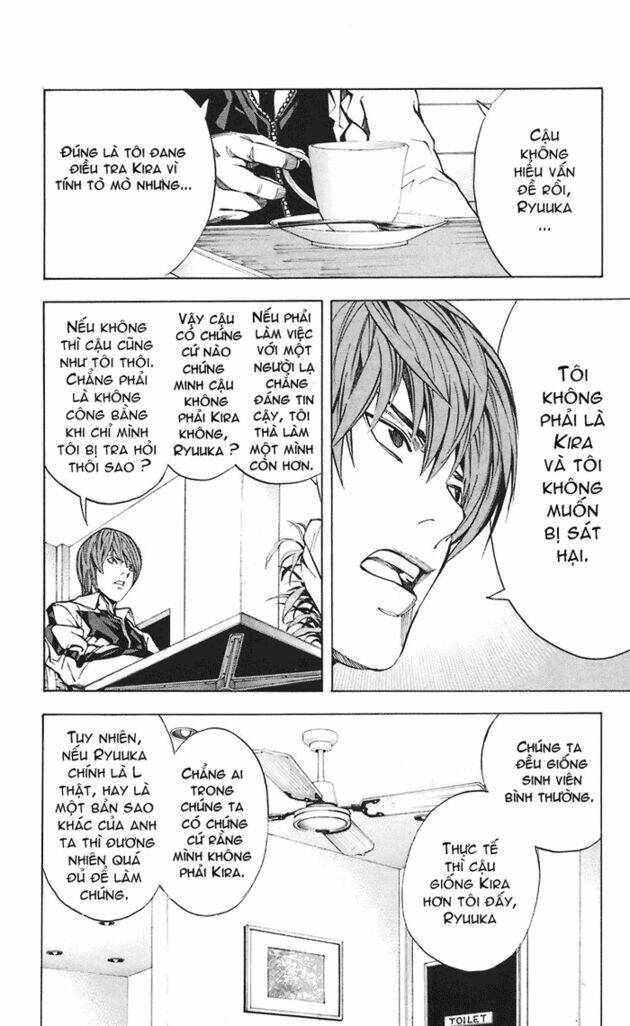 CẬU
KHÔNG
HIỂU VẤN
ĐỀ RỒI,
RYUUKA
...
ĐÚNG LÀ TÔI ĐANG
ĐIỀU TRA KIRA VÌ
TÍNH TÒ MÒ NHƯNG...
TÔI
KHÔNG
PHẢI LÀ
KIRA
VÀ TÔI
KHÔNG
MUỐN
BỊ SÁT
HẠI.
NẾU PHẢI
LÀM VIỆC
VỚI MỘT
NGƯỜI LẠ
CHẲNG
ĐÁNG TIN
CẬY, TÔI
THÀ LÀM
MỘT MÌNH
CÒN HƠN.
VẬY CẬU
CÓ CHỨNG
CỨ NÀO
CHỨNG
MINH CẬU
KHÔNG
PHẢI KIRA
KHÔNG,
RYUUKA ?
NẾU KHÔNG
THÌ CẬU CŨNG
NHƯ TÔI THÔI.
CHẲNG PHẢI
LÀ KHÔNG
CÔNG BẰNG
KHI CHỈ MÌNH
TÔI BỊ TRA HỎI
THÔI SAO ?
CHÚNG TA
ĐỀU GIỐNG
SINH VIÊN
BÌNH THƯỜNG.
THỰC TẾ
THÌ CẬU
GIỐNG KIRA
HƠN TÔI ĐẤY,
RYUUKA
CHẲNG AI
TRONG
CHÚNG TA
CÓ CHỨNG
CỨ RẰNG
MÌNH KHÔNG
PHẢI KIRA.
TUY NHIÊN,
NẾU RYUUKA
CHÍNH LÀ L
THẬT, HAY LÀ
MỘT BẢN SAO
KHÁC CỦA ANH
TA THÌ ĐƯƠNG
NHIÊN QUÁ
ĐỦ ĐỂ LÀM
CHỨNG.
TOILET